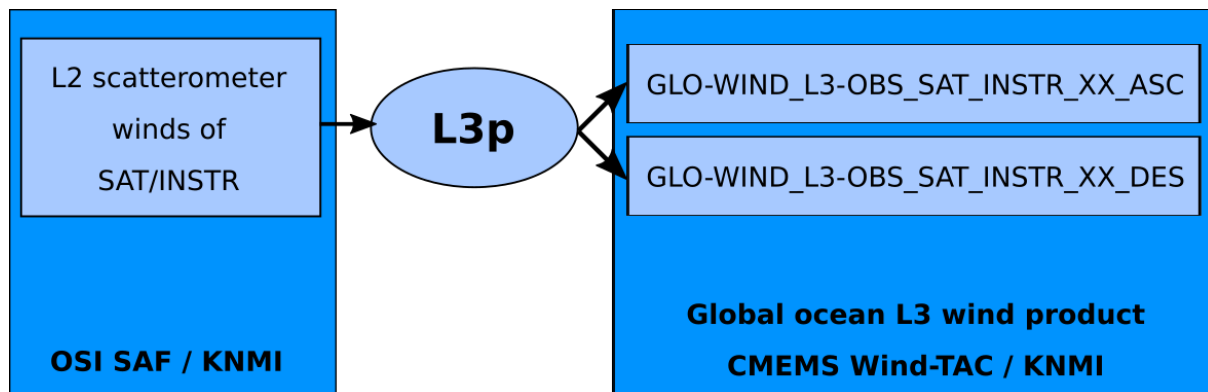 L2 scatterometer
winds of
SAT/INSTR
OSI SAF / KNMI
L3p
GLO-WIND_L3-OBS_SAT_INSTR_XX_ASC
GLO-WIND_L3-OBS_SAT_INSTR_XX_DES
Global ocean L3 wind product
CMEMS Wind-TAC / KNMI